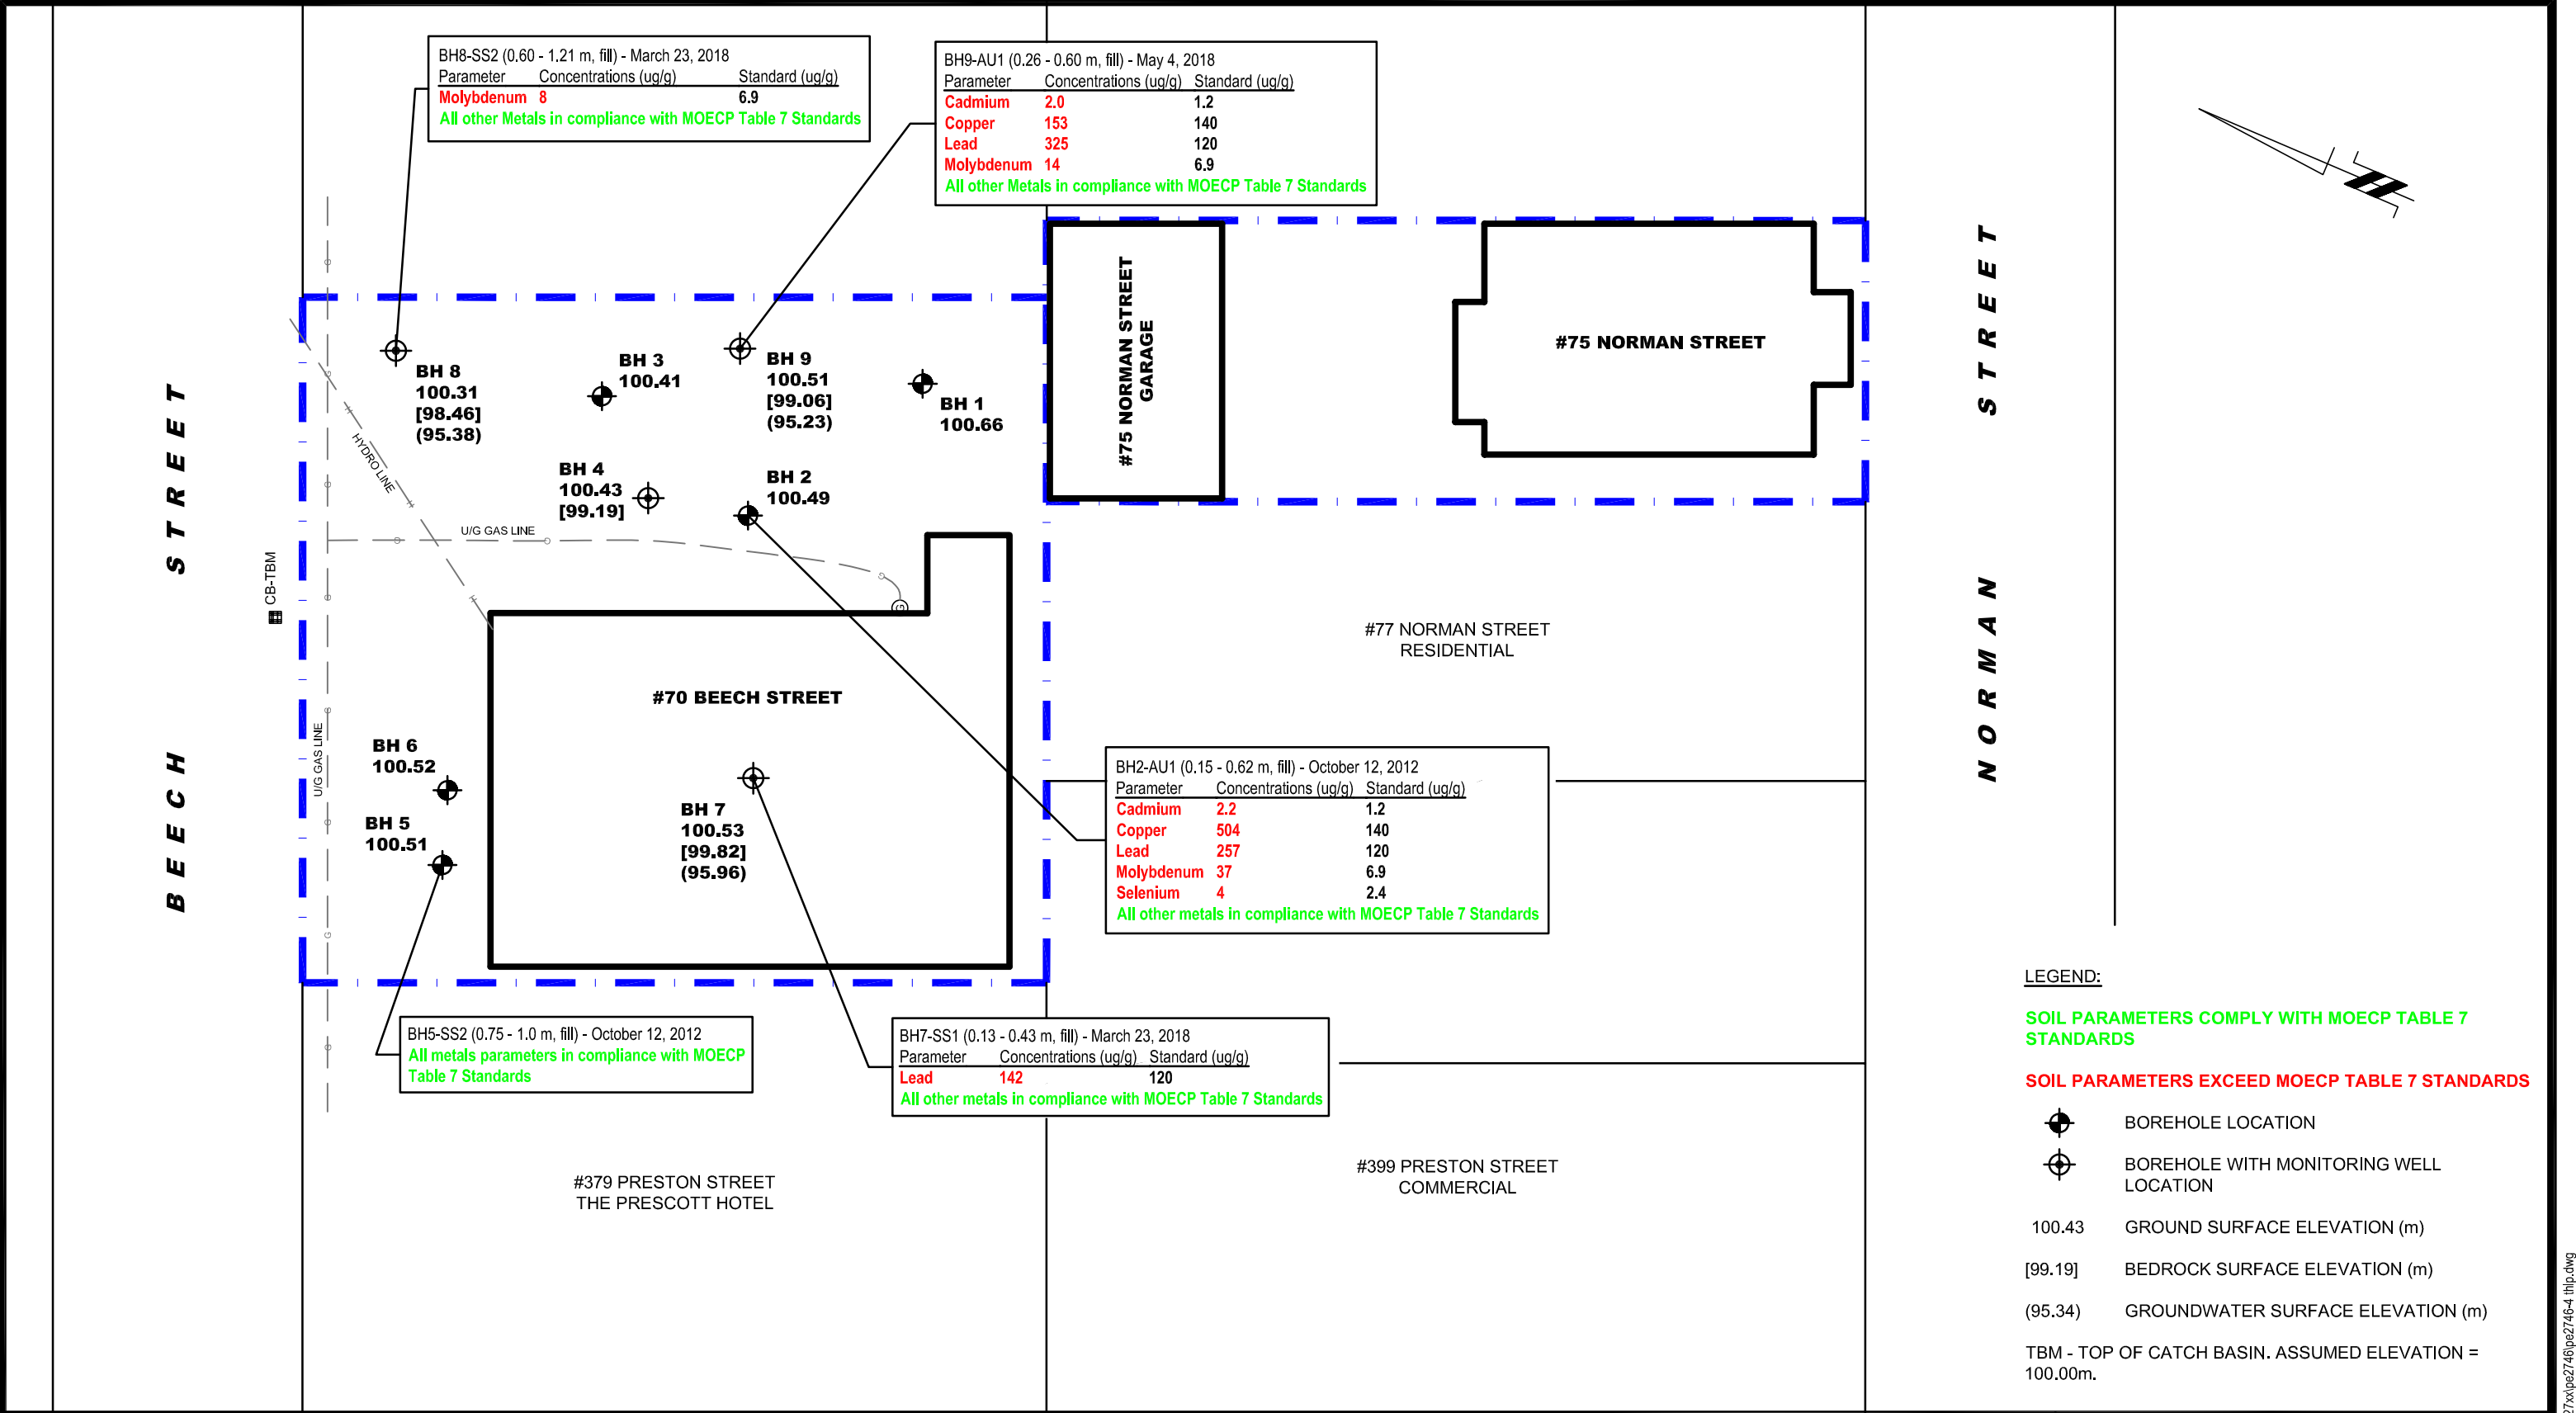 BH8-SS2 (0.60 - 1.21 m, fill) - March 23, 2018
Parameter Concentrations (ug/g) Standard (ug/g)
Molybdenum 8 6.9
All other Metals in compliance with MOECP Table 7 Standards
BH9-AU1 (0.26 - 0.60 m, fill) - May 4, 2018
Parameter Concentrations (ug/g) Standard (ug/g)
Cadmium 2.0 1.2
Copper 153 140
Lead 325 120
Molybdenum 14 6.9
All other Metals in compliance with MOECP Table 7 Standards
BH 8
100.31
[98.46]
(95.38)
BH 3
100.41
BH 9
100.51
[99.06]
(95.23)
BH 1
100.66
BH 4
100.43
[99.19]
BH 2
100.49
#75 NORMAN STREET
GARAGE
#75 NORMAN STREET
HYDRO LINE
U/G GAS LINE
G
CB-TBM
BEECH STREET
NORMAN STREET
#77 NORMAN STREET
RESIDENTIAL
#70 BEECH STREET
U/G GAS LINE
BH 6
100.52
BH 5
100.51
BH 7
100.53
[99.82]
(95.96)
BH2-AU1 (0.15 - 0.62 m, fill) - October 12, 2012
Parameter Concentrations (ug/g) Standard (ug/g)
Cadmium 2.2 1.2
Copper 504 140
Lead 257 120
Molybdenum 37 6.9
Selenium 4 2.4
All other metals in compliance with MOECP Table 7 Standards
BH5-SS2 (0.75 - 1.0 m, fill) - October 12, 2012
All metals parameters in compliance with MOECP
Table 7 Standards
BH7-SS1 (0.13 - 0.43 m, fill) - March 23, 2018
Parameter Concentrations (ug/g) Standard (ug/g)
Lead 142 120
All other metals in compliance with MOECP Table 7 Standards
#379 PRESTON STREET
THE PRESCOTT HOTEL
#399 PRESTON STREET
COMMERCIAL
LEGEND:
SOIL PARAMETERS COMPLY WITH MOECP TABLE 7
STANDARDS
SOIL PARAMETERS EXCEED MOECP TABLE 7 STANDARDS
BOREHOLE LOCATION
BOREHOLE WITH MONITORING WELL
LOCATION
100.43 GROUND SURFACE ELEVATION (m)
[99.19] BEDROCK SURFACE ELEVATION (m)
(95.34) GROUNDWATER SURFACE ELEVATION (m)
TBM - TOP OF CATCH BASIN. ASSUMED ELEVATION =
100.00m.
27xx\pe2746\pe2746-4 thlp.dwg